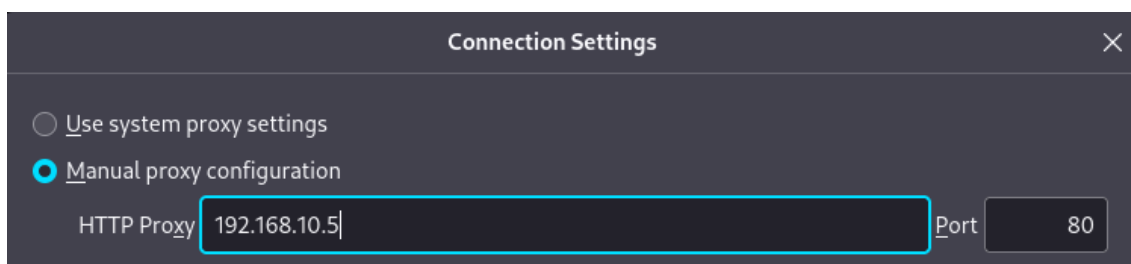 Connection Settings
Use system proxy settings
Manual proxy configuration
HTTP Proxy 192.168.10.5 Port 80